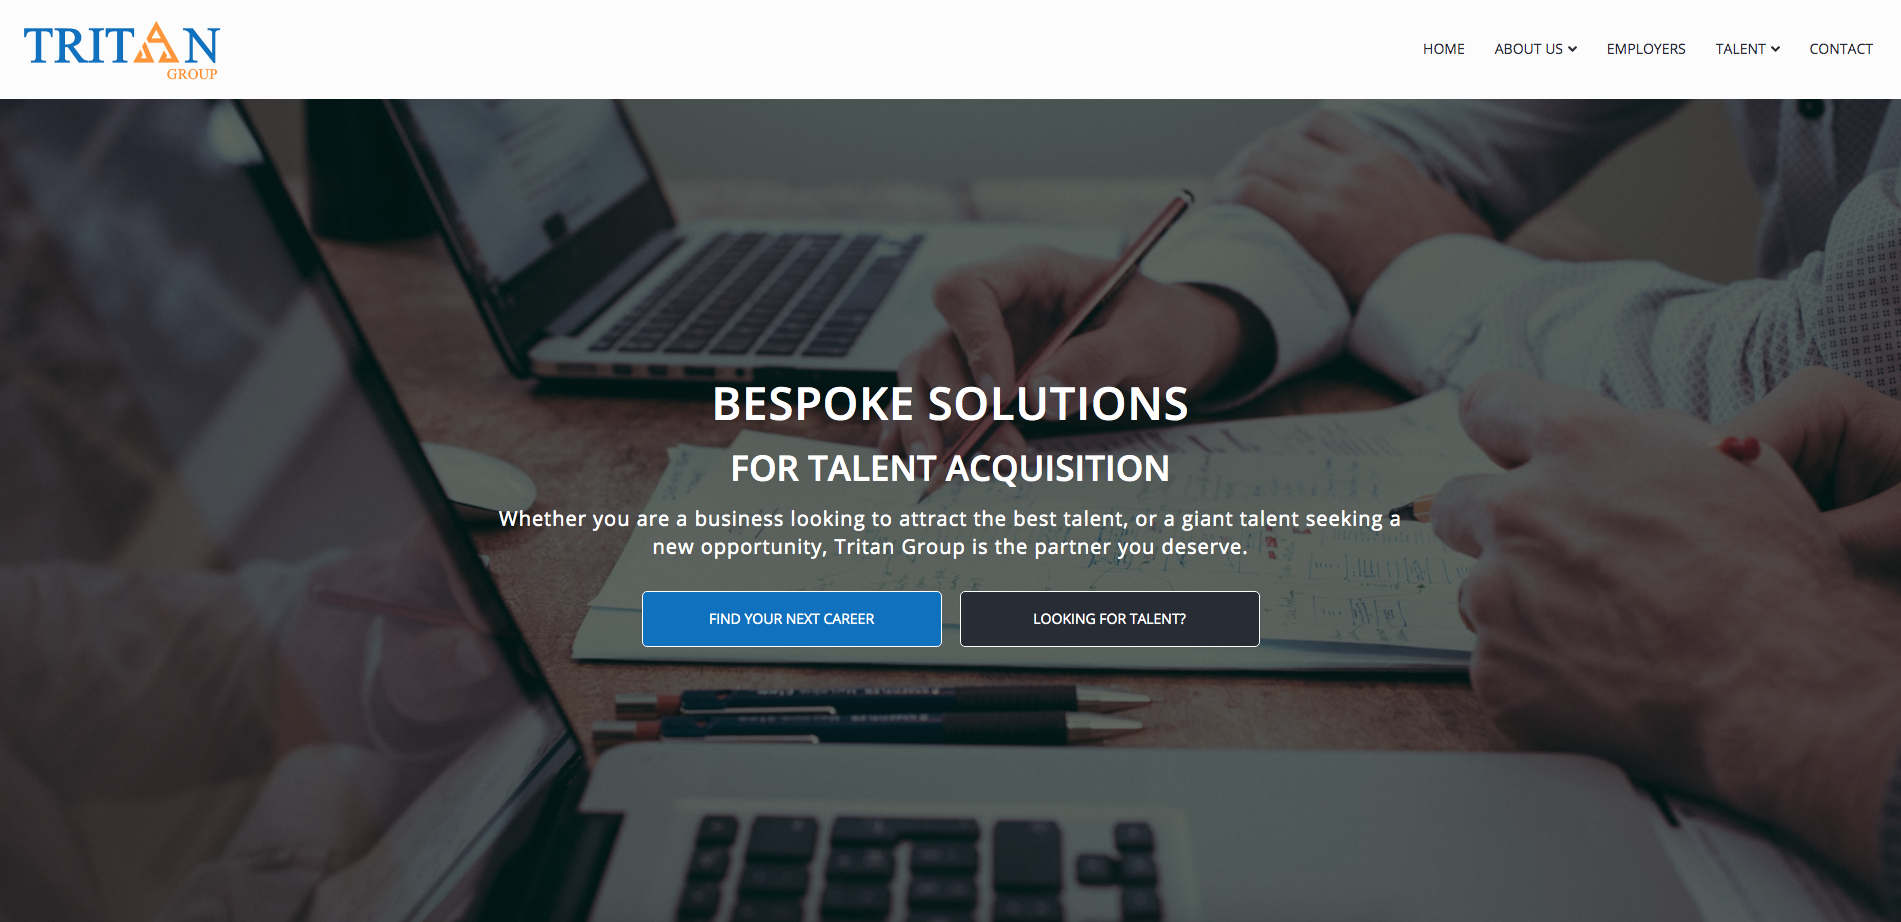 TRITAN
GROUP
HOME ABOUT US EMPLOYERS TALENT CONTACT
BESPOKE SOLUTIONS
FOR TALENT ACQUISITION
Whether you are a business looking to attract the best talent, or a giant talent seeking a
new opportunity, Tritan Group is the partner you deserve.
FIND YOUR NEXT CAREER LOOKING FOR TALENT?